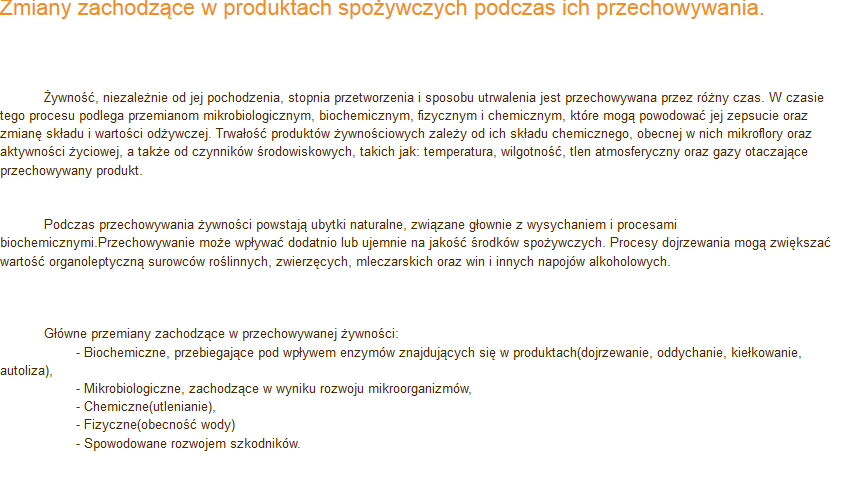 Zmiany zachodzące w produktach spożywczych podczas ich przechowywania.
Żywność, niezależnie od jej pochodzenia, stopnia przetworzenia i sposobu utrwalenia jest przechowywana przez różny czas. W czasie
tego procesu podlega przemianom mikrobiologicznym, biochemicznym, fizycznym i chemicznym, które mogą powodować jej zepsucie oraz
zmianę składu i wartości odżywczej. Trwałość produktów żywnościowych zależy od ich składu chemicznego, obecnej w nich mikroflory oraz
aktywności życiowej, a także od czynników środowiskowych, takich jak: temperatura, wilgotność, tlen atmosferyczny oraz gazy otaczające
przechowywany produkt.
Podczas przechowywania żywności powstają ubytki naturalne, związane głownie z wysychaniem i procesami
biochemicznymi.Przechowywanie może wpływać dodatnio lub ujemnie na jakość środków spożywczych. Procesy dojrzewania mogą zwiększać
wartość organoleptyczną surowców roślinnych, zwierzęcych, mleczarskich oraz win i innych napojów alkoholowych.
Główne przemiany zachodzące w przechowywanej żywności:
- Biochemiczne, przebiegające pod wpływem enzymów znajdujących się w produktach(dojrzewanie, oddychanie, kiełkowanie,
autoliza),
- Mikrobiologiczne, zachodzące w wyniku rozwoju mikroorganizmów,
- Chemiczne(utlenianie),
- Fizyczne(obecność wody)
- Spowodowane rozwojem szkodników.